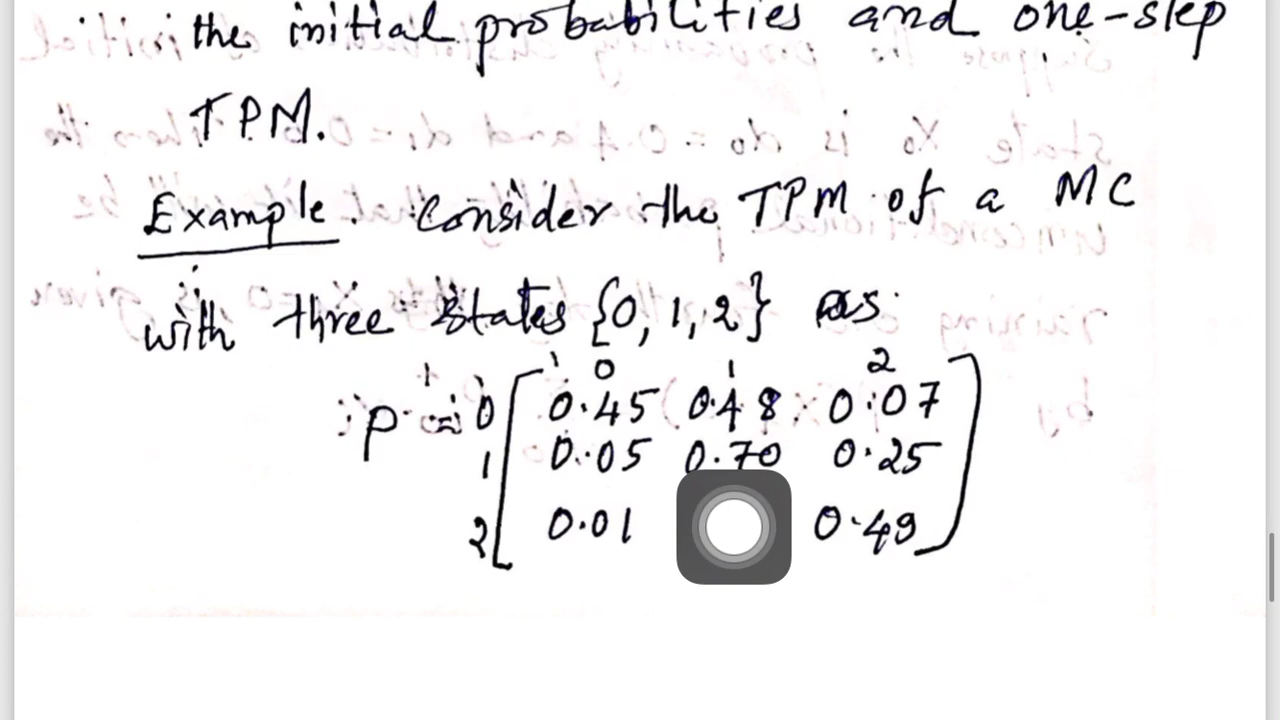 the initial probabilities and one-step
TPM.
Example. Consider the TPM of a MC
with three states {0, 1, 2} as
0 1 2
P = 0 [ 0.45 0.48 0.07
1 0.05 0.70 0.25
2 0.01 0.49 ]